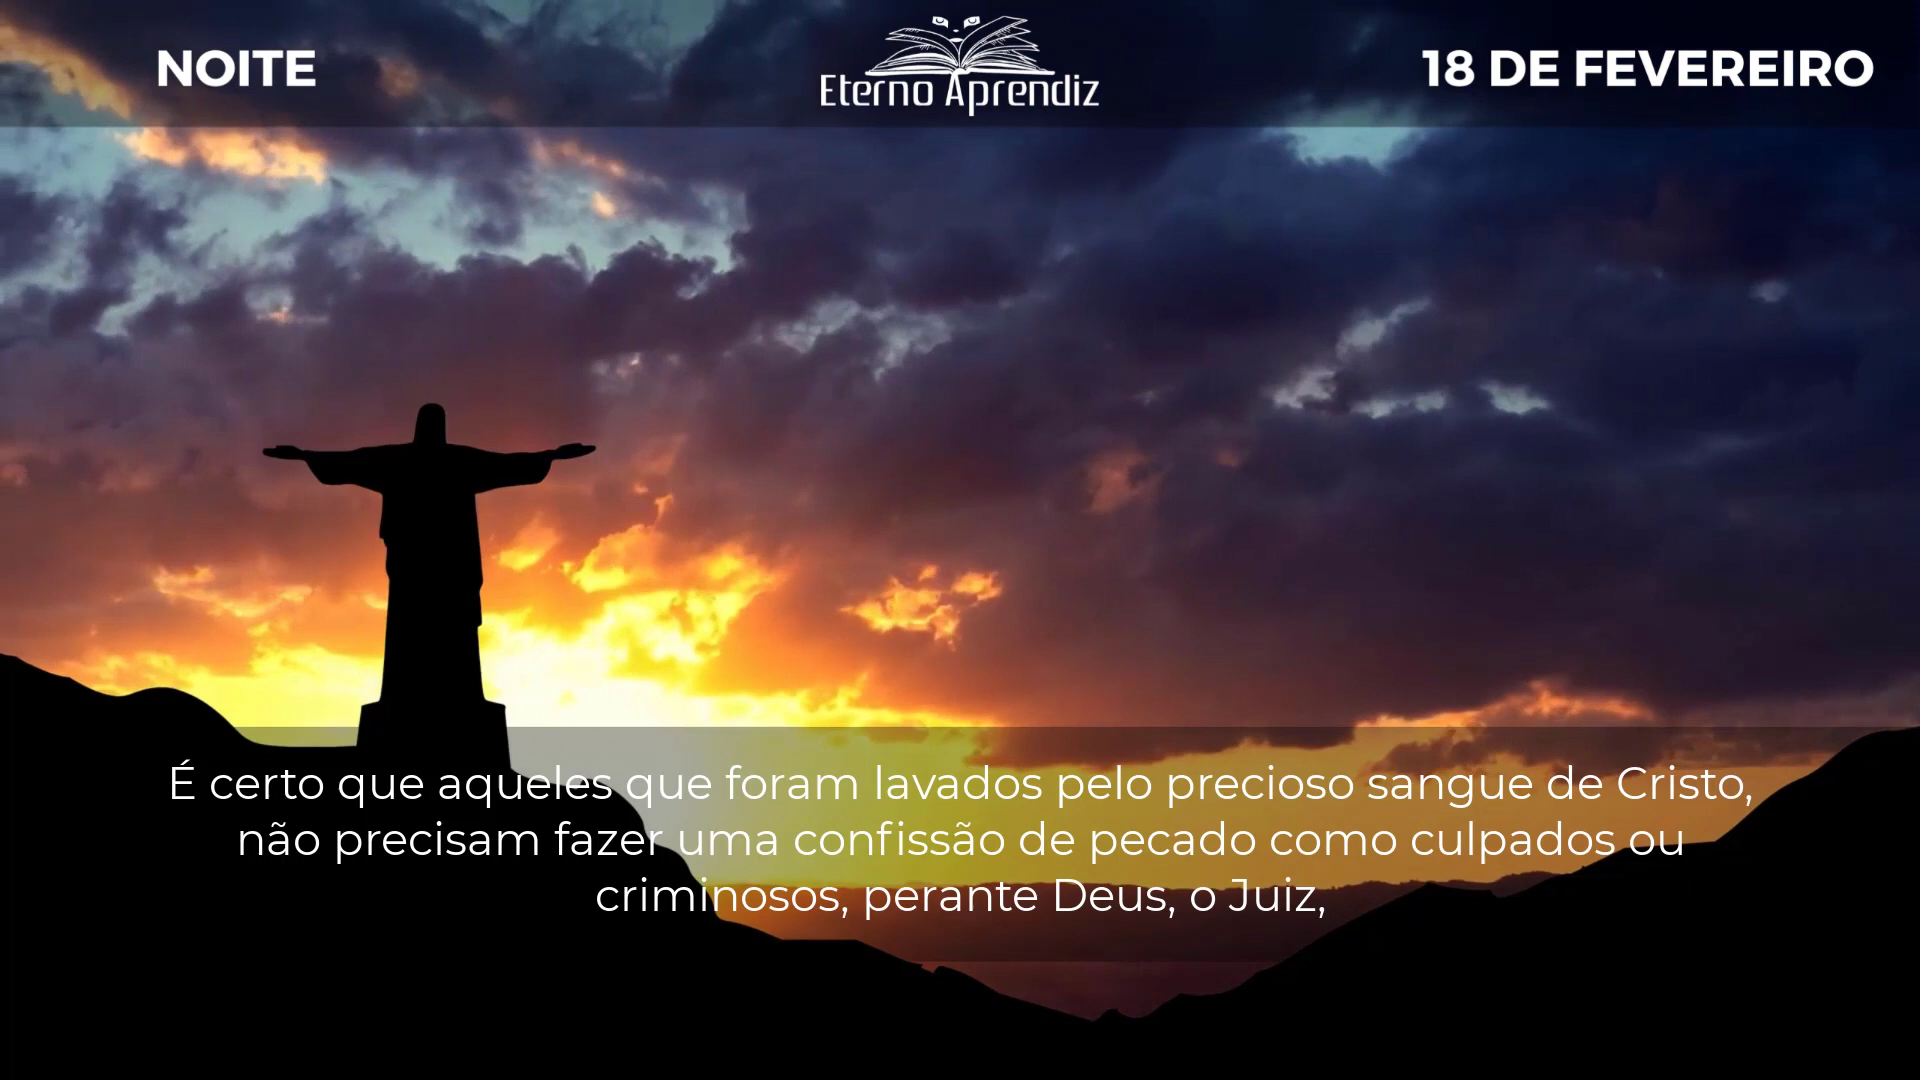 NOITE
Eterno Aprendiz
18 DE FEVEREIRO
É certo que aqueles que foram lavados pelo precioso sangue de Cristo,
não precisam fazer uma confissão de pecado como culpados ou
criminosos, perante Deus, o Juiz,